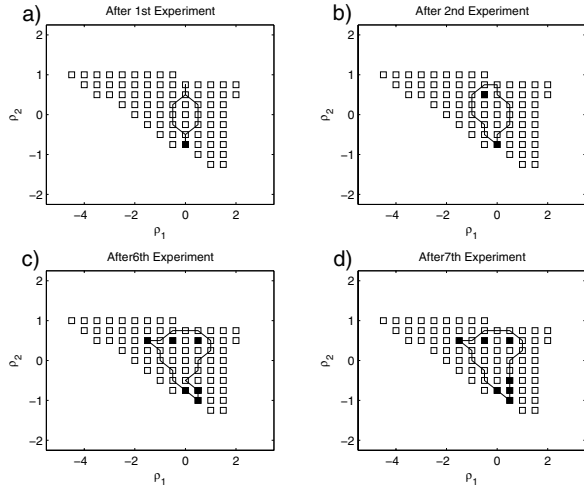 a)
After 1st Experiment
2
1
0
−1
−2
ρ2
−4
−2
0
2
ρ1
b)
After 2nd Experiment
2
1
0
−1
−2
ρ2
−4
−2
0
2
ρ1
c)
After6th Experiment
2
1
0
−1
−2
ρ2
−4
−2
0
2
ρ1
d)
After7th Experiment
2
1
0
−1
−2
ρ2
−4
−2
0
2
ρ1